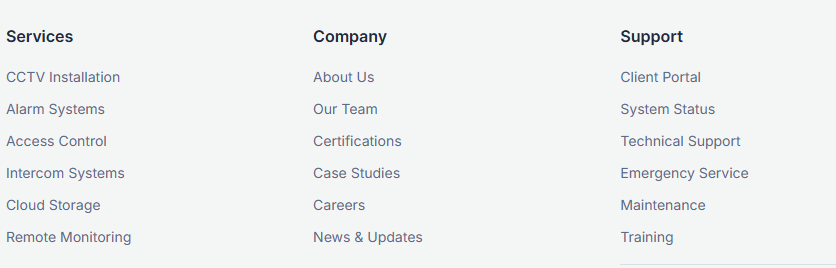 Services
CCTV Installation
Alarm Systems
Access Control
Intercom Systems
Cloud Storage
Remote Monitoring
Company
About Us
Our Team
Certifications
Case Studies
Careers
News & Updates
Support
Client Portal
System Status
Technical Support
Emergency Service
Maintenance
Training